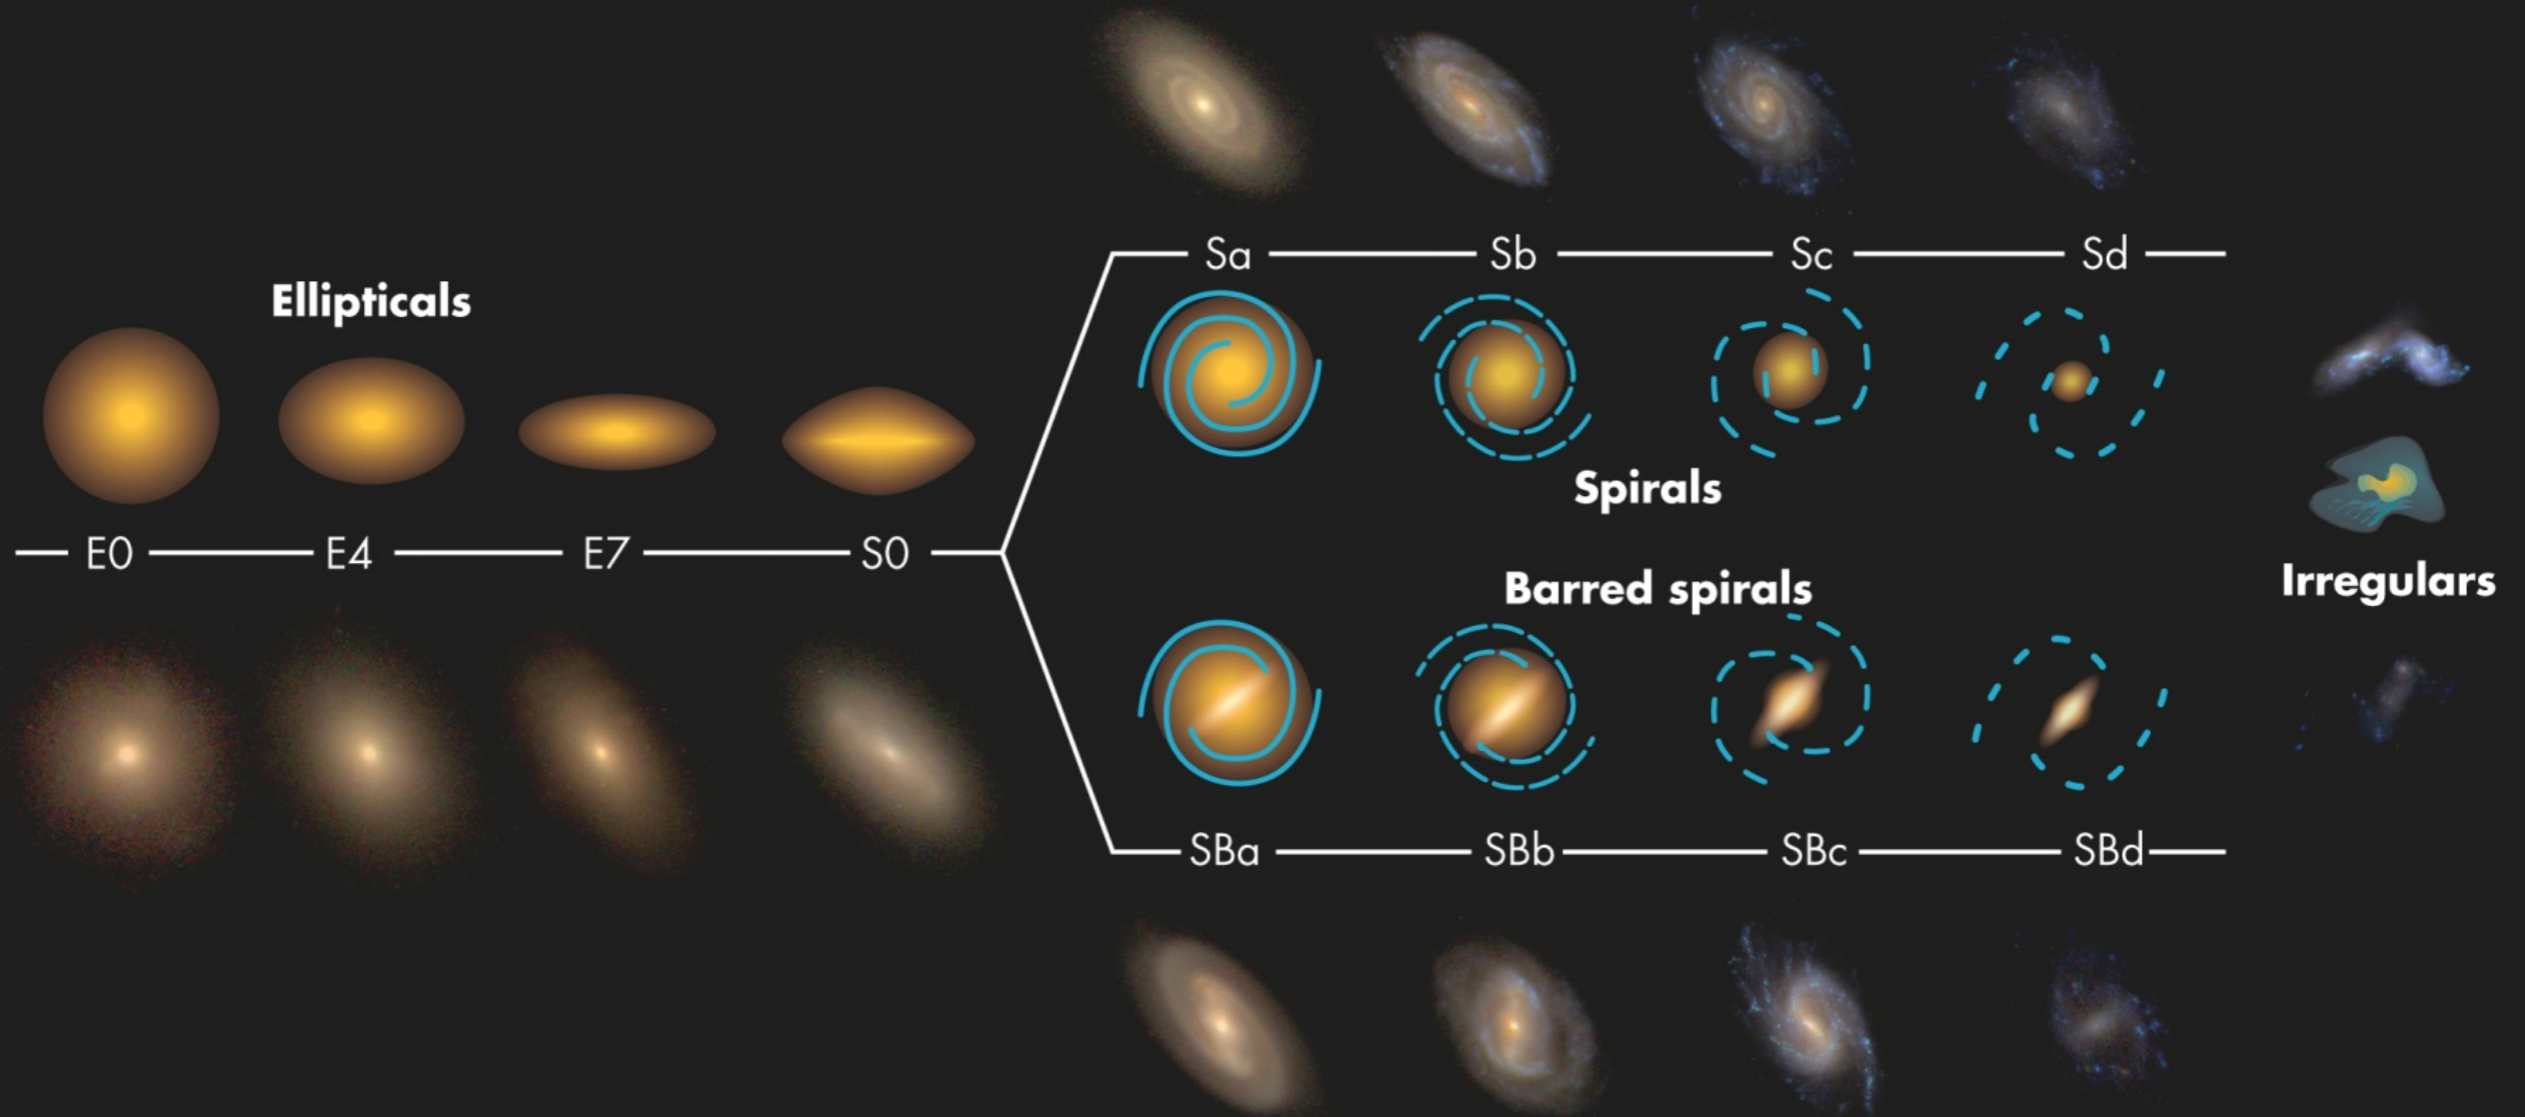 Sa Sb Sc Sd
Ellipticals
Spirals
E0 E4 E7 S0
Barred spirals
Irregulars
SBa SBb SBc SBd